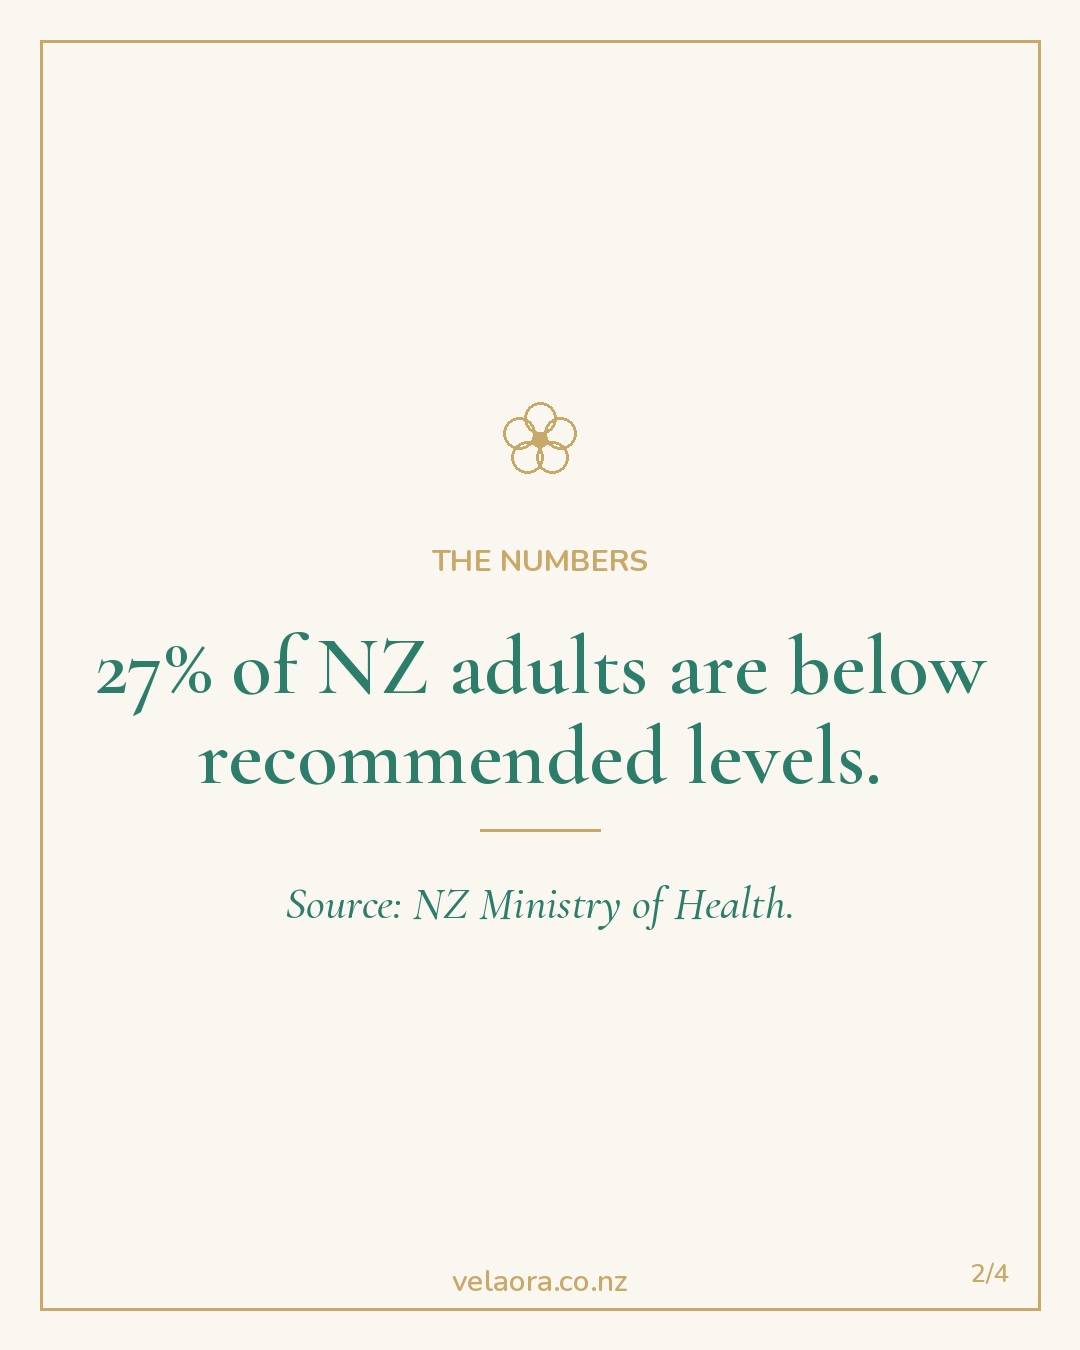 THE NUMBERS
27% of NZ adults are below
recommended levels.
Source: NZ Ministry of Health.
velaora.co.nz
2/4